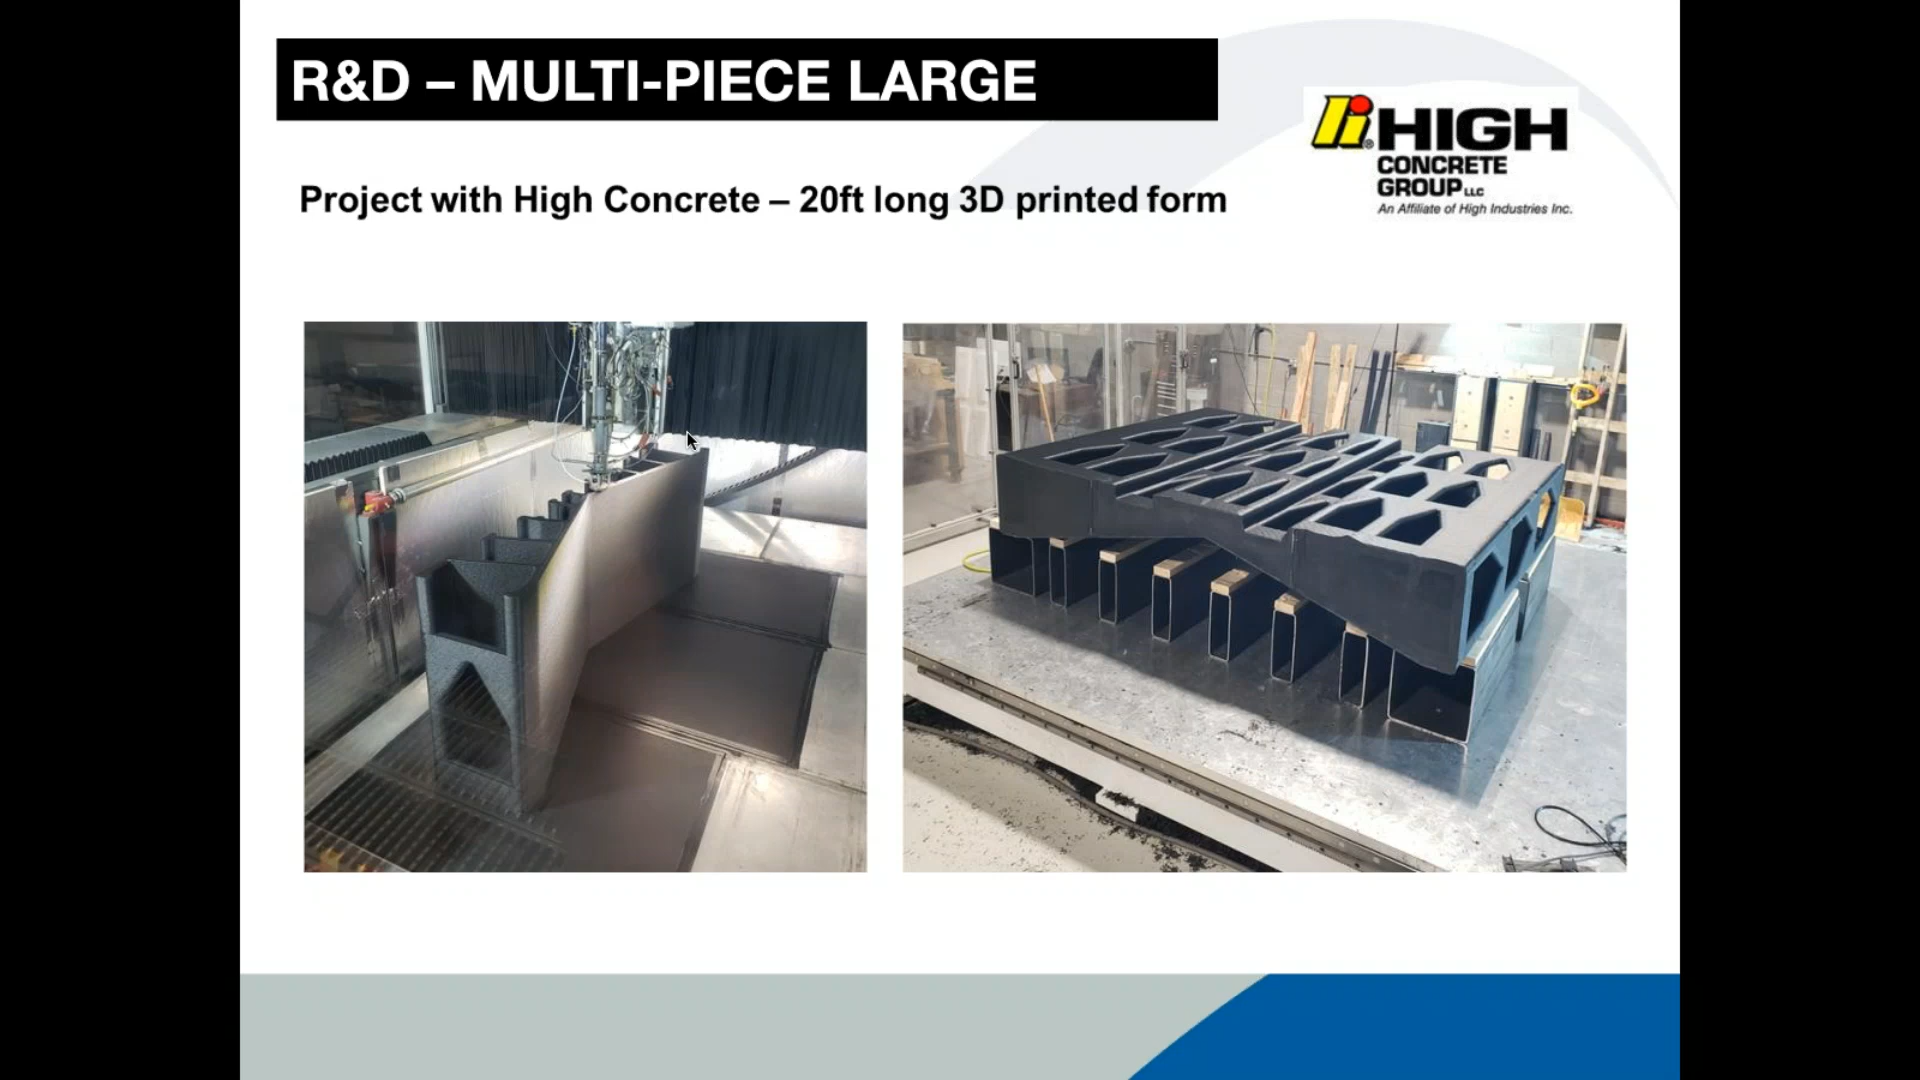 R&D – MULTI-PIECE LARGE
Project with High Concrete – 20ft long 3D printed form
HIGH
CONCRETE
GROUP LLC
An Affiliate of High Industries Inc.